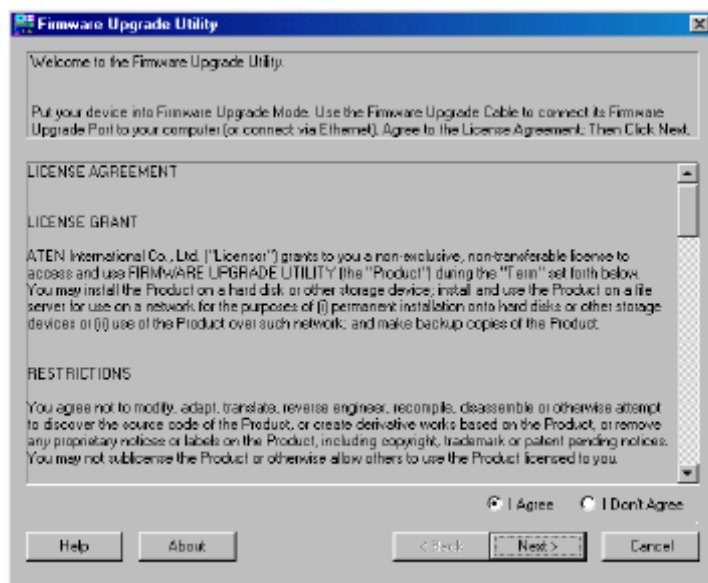 Firmware Upgrade Utility
Welcome to the Firmware Upgrade Utility.
Put your device into Firmware Upgrade Mode. Use the Firmware Upgrade Cable to connect its Firmware
Upgrade Port to your computer (or connect via Ethernet). Agree to the License Agreement; Then Click Next.
LICENSE AGREEMENT
LICENSE GRANT
ATEN International Co., Ltd. ("Licensor") grants to you a non-exclusive, non-transferable license to
access and use FIRMWARE UPGRADE UTILITY (the "Product") during the "Term" set forth below.
You may install the Product on a hard disk or other storage device; install and use the Product on a file
server for use on a network for the purposes of (i) permanent installation onto hard disks or other storage
devices or (ii) use of the Product over such network; and make backup copies of the Product.
RESTRICTIONS
You agree not to modify, adapt, translate, reverse engineer, recompile, disassemble or otherwise attempt
to discover the source code of the Product, or create derivative works based on the Product, or remove
any proprietary notices or labels on the Product, including copyright, trademark or patent pending notices.
You may not sublicense the Product or otherwise allow others to use the Product licensed to you.
I Agree I Don't Agree
Help About < Back Next > Cancel